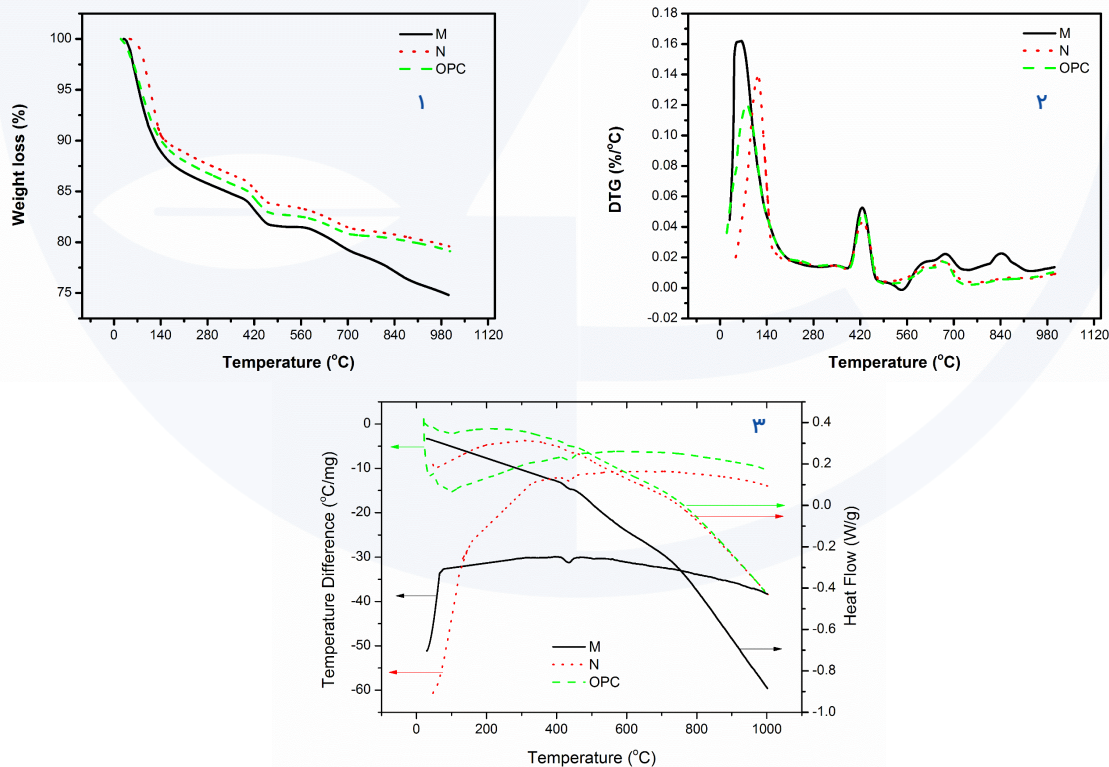 M
N
OPC
۱
100
95
90
85
80
75
Weight loss (%)
0 140 280 420 560 700 840 980 1120
Temperature (°C)
M
N
OPC
۲
0.18
0.16
0.14
0.12
0.10
0.08
0.06
0.04
0.02
0.00
-0.02
DTG (%/°C)
0 140 280 420 560 700 840 980 1120
Temperature (°C)
۳
0
-10
-20
-30
-40
-50
-60
Temperature Difference (°C/mg)
0.4
0.2
0.0
-0.2
-0.4
-0.6
-0.8
-1.0
Heat Flow (W/g)
M
N
OPC
0 200 400 600 800 1000
Temperature (°C)